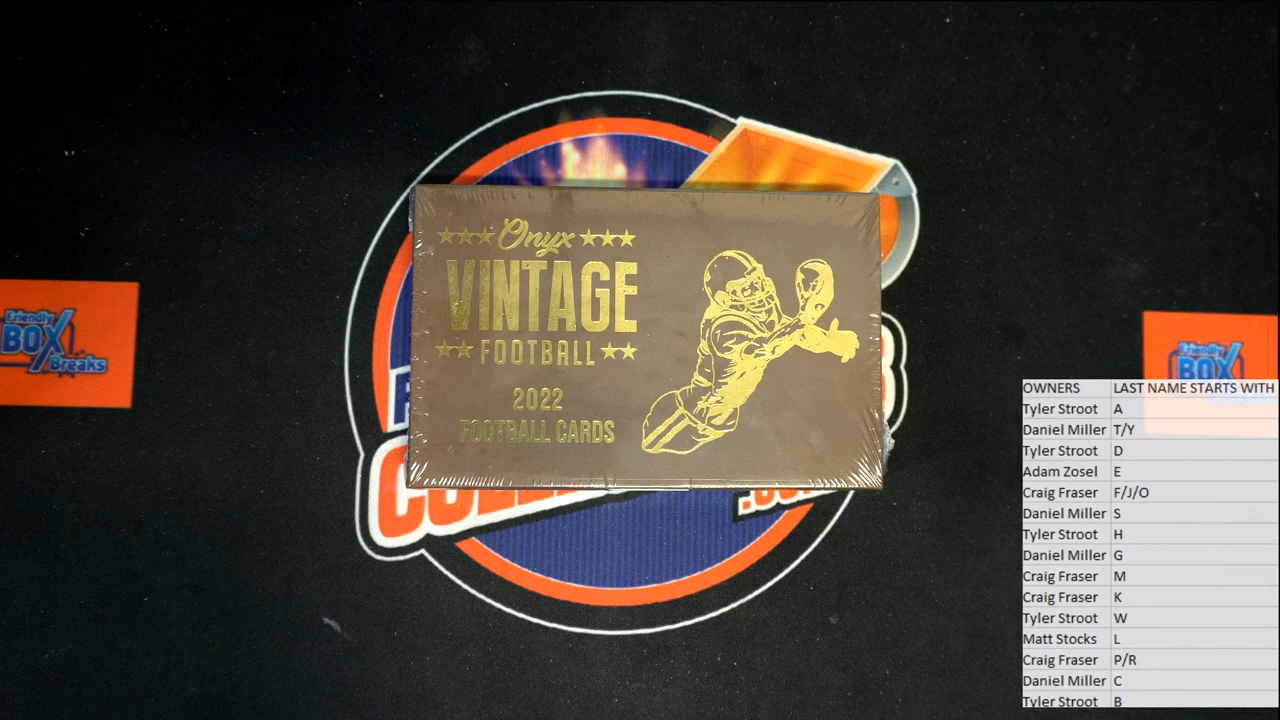 ★★★ Onyx ★★★
VINTAGE
★★ FOOTBALL ★★
2022
FOOTBALL CARDS
Friendly
BOX
Breaks
Friendly
BOX
OWNERS LAST NAME STARTS WITH
Tyler Stroot A
Daniel Miller T/Y
Tyler Stroot D
Adam Zosel E
Craig Fraser F/J/O
Daniel Miller S
Tyler Stroot H
Daniel Miller G
Craig Fraser M
Craig Fraser K
Tyler Stroot W
Matt Stocks L
Craig Fraser P/R
Daniel Miller C
Tyler Stroot B